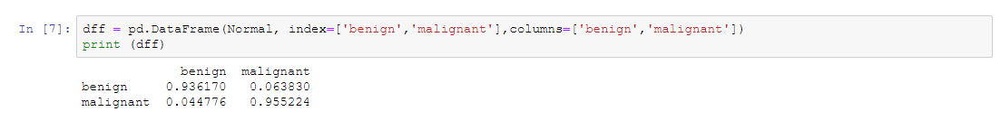 In [7]: dff = pd.DataFrame(Normal, index=['benign','malignant'],columns=['benign','malignant'])
print (dff)
benign malignant
benign 0.936170 0.063830
malignant 0.044776 0.955224